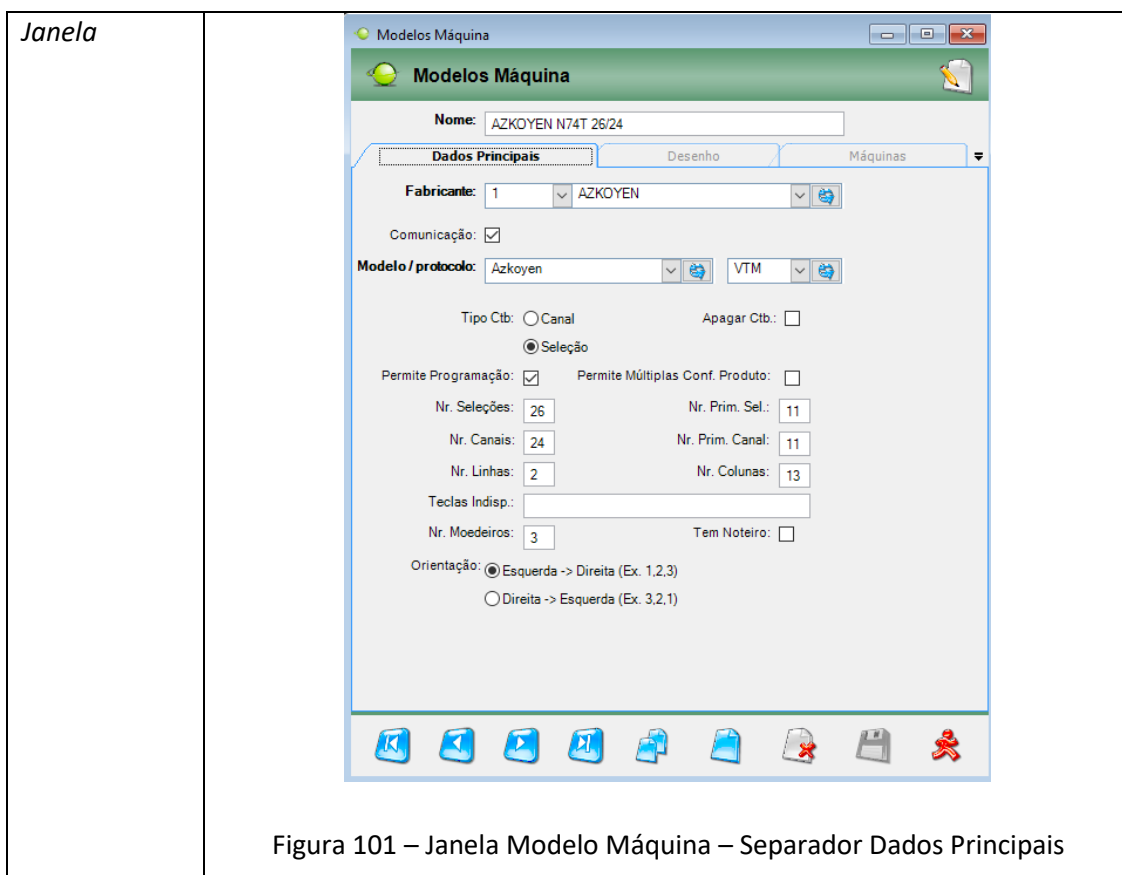 Janela
Modelos Máquina
Modelos Máquina
Nome: AZKOYEN N74T 26/24
Dados Principais Desenho Máquinas
Fabricante: 1 AZKOYEN
Comunicação:
Modelo / protocolo: Azkoyen VTM
Tipo Ctb: Canal Apagar Ctb.:
Seleção
Permite Programação: Permite Múltiplas Conf. Produto:
Nr. Seleções: 26 Nr. Prim. Sel.: 11
Nr. Canais: 24 Nr. Prim. Canal: 11
Nr. Linhas: 2 Nr. Colunas: 13
Teclas Indisp.:
Nr. Moedeiros: 3 Tem Noteiro:
Orientação: Esquerda -> Direita (Ex. 1,2,3)
Direita -> Esquerda (Ex. 3,2,1)
Figura 101 – Janela Modelo Máquina – Separador Dados Principais